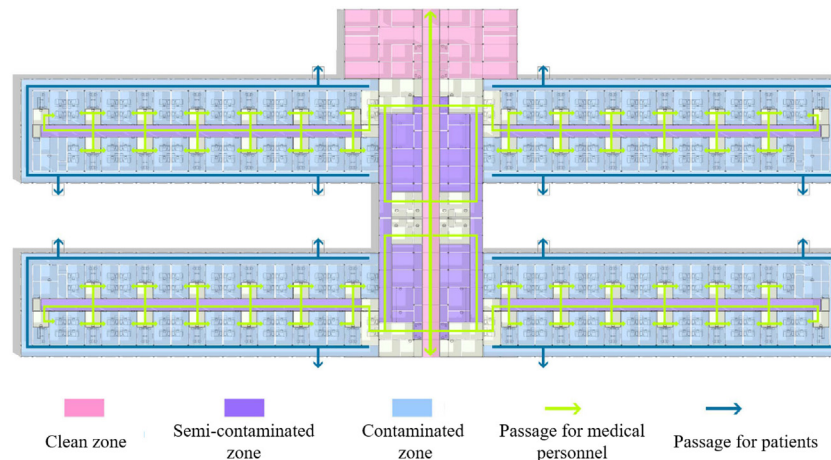 Clean zone
Semi-contaminated
zone
Contaminated
zone
Passage for medical
personnel
Passage for patients